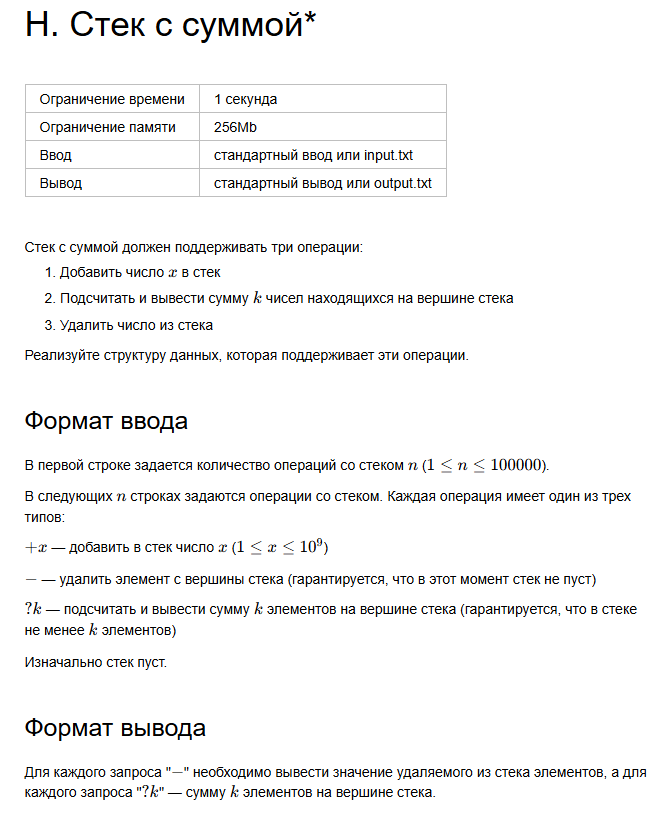 Н. Стек с суммой*
Ограничение времени 1 секунда
Ограничение памяти 256Mb
Ввод стандартный ввод или input.txt
Вывод стандартный вывод или output.txt
Стек с суммой должен поддерживать три операции:
1. Добавить число x в стек
2. Подсчитать и вывести сумму k чисел находящихся на вершине стека
3. Удалить число из стека
Реализуйте структуру данных, которая поддерживает эти операции.
Формат ввода
В первой строке задается количество операций со стеком n (1 ≤ n ≤ 100000).
В следующих n строках задаются операции со стеком. Каждая операция имеет один из трех
типов:
+x — добавить в стек число x (1 ≤ x ≤ 10⁹)
− — удалить элемент с вершины стека (гарантируется, что в этот момент стек не пуст)
?k — подсчитать и вывести сумму k элементов на вершине стека (гарантируется, что в стеке
не менее k элементов)
Изначально стек пуст.
Формат вывода
Для каждого запроса "−" необходимо вывести значение удаляемого из стека элементов, а для
каждого запроса "?k" — сумму k элементов на вершине стека.